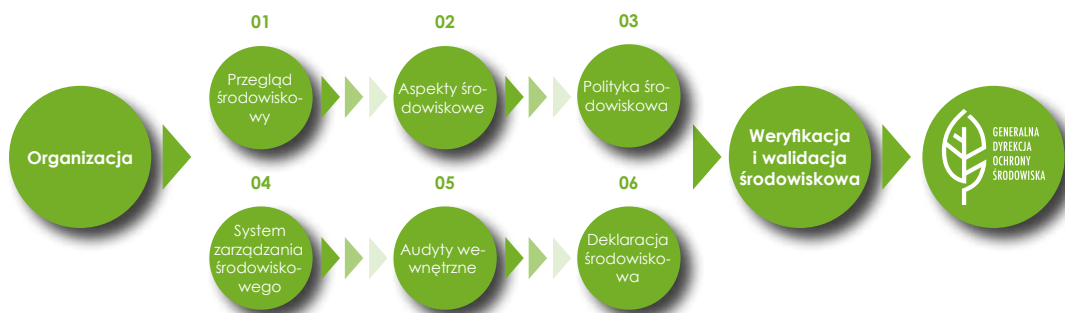 Organizacja
01
Przegląd
środowisko-
wy
02
Aspekty śro-
dowiskowe
03
Polityka śro-
dowiskowa
04
System
zarządzania
środowisko-
wego
05
Audyty we-
wnętrzne
06
Deklaracja
środowisko-
wa
Weryfikacja
i walidacja
środowiskowa
GENERALNA
DYREKCJA
OCHRONY
ŚRODOWISKA